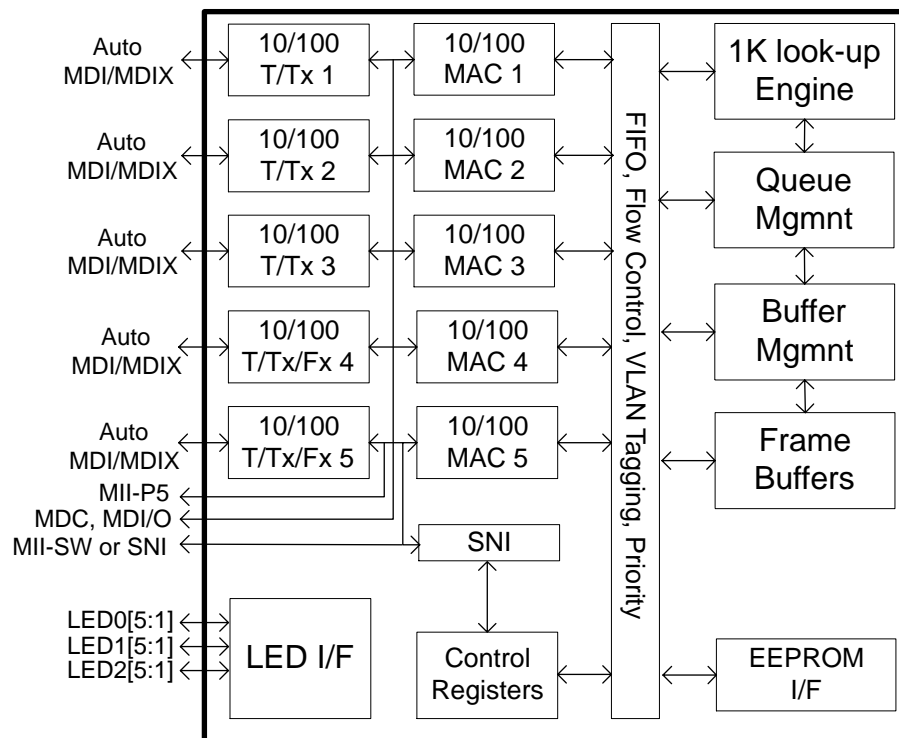 Auto
MDI/MDIX
10/100
T/Tx 1
10/100
MAC 1
1K look-up
Engine
Auto
MDI/MDIX
10/100
T/Tx 2
10/100
MAC 2
Queue
Mgmnt
Auto
MDI/MDIX
10/100
T/Tx 3
10/100
MAC 3
Auto
MDI/MDIX
10/100
T/Tx/Fx 4
10/100
MAC 4
Buffer
Mgmnt
Auto
MDI/MDIX
10/100
T/Tx/Fx 5
10/100
MAC 5
Frame
Buffers
FIFO, Flow Control, VLAN Tagging, Priority
MII-P5
MDC, MDI/O
MII-SW or SNI
SNI
LED0[5:1]
LED1[5:1]
LED2[5:1]
LED I/F
Control
Registers
EEPROM
I/F